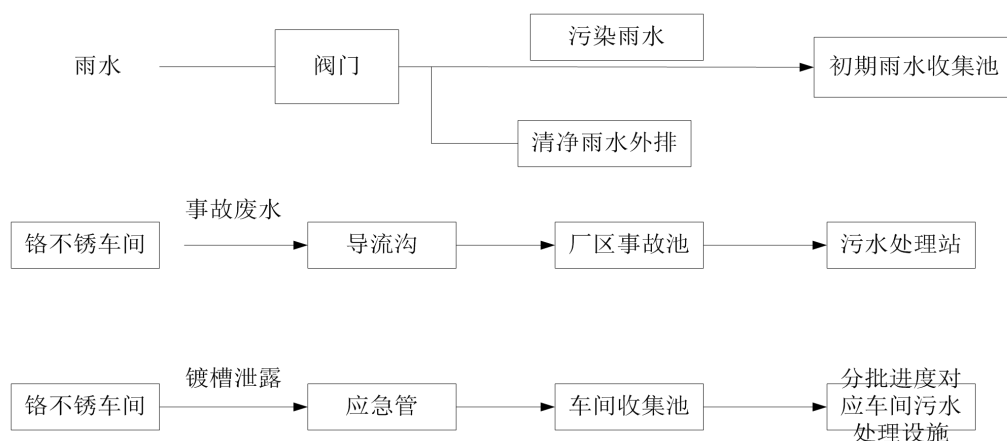 污染雨水
雨水
阀门
初期雨水收集池
清净雨水外排
事故废水
铬不锈车间
导流沟
厂区事故池
污水处理站
镀槽泄露
铬不锈车间
应急管
车间收集池
分批进度对
应车间污水
处理设施